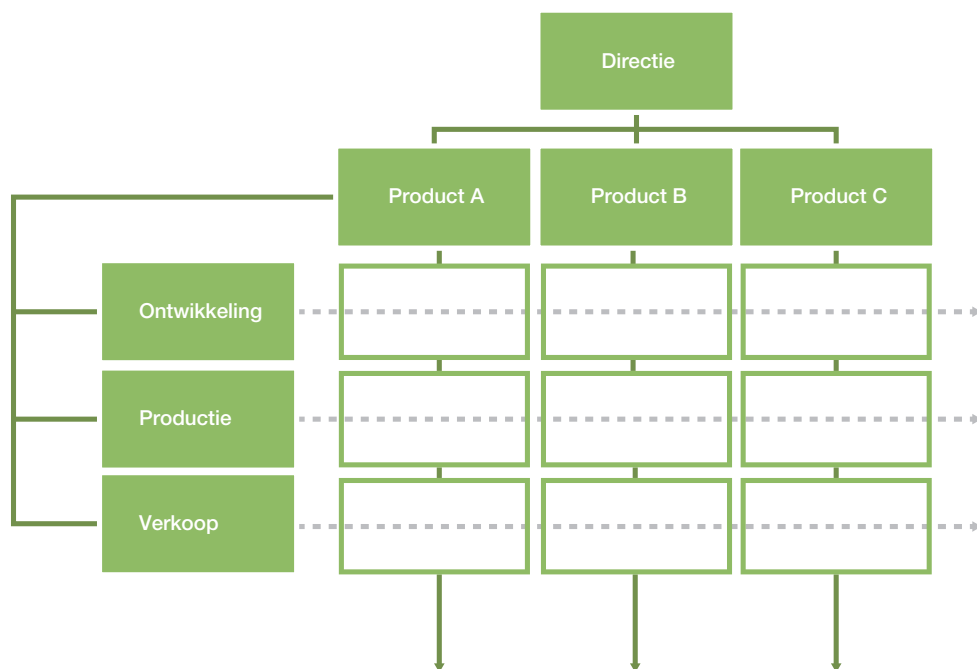 Directie
Product A
Product B
Product C
Ontwikkeling
Productie
Verkoop